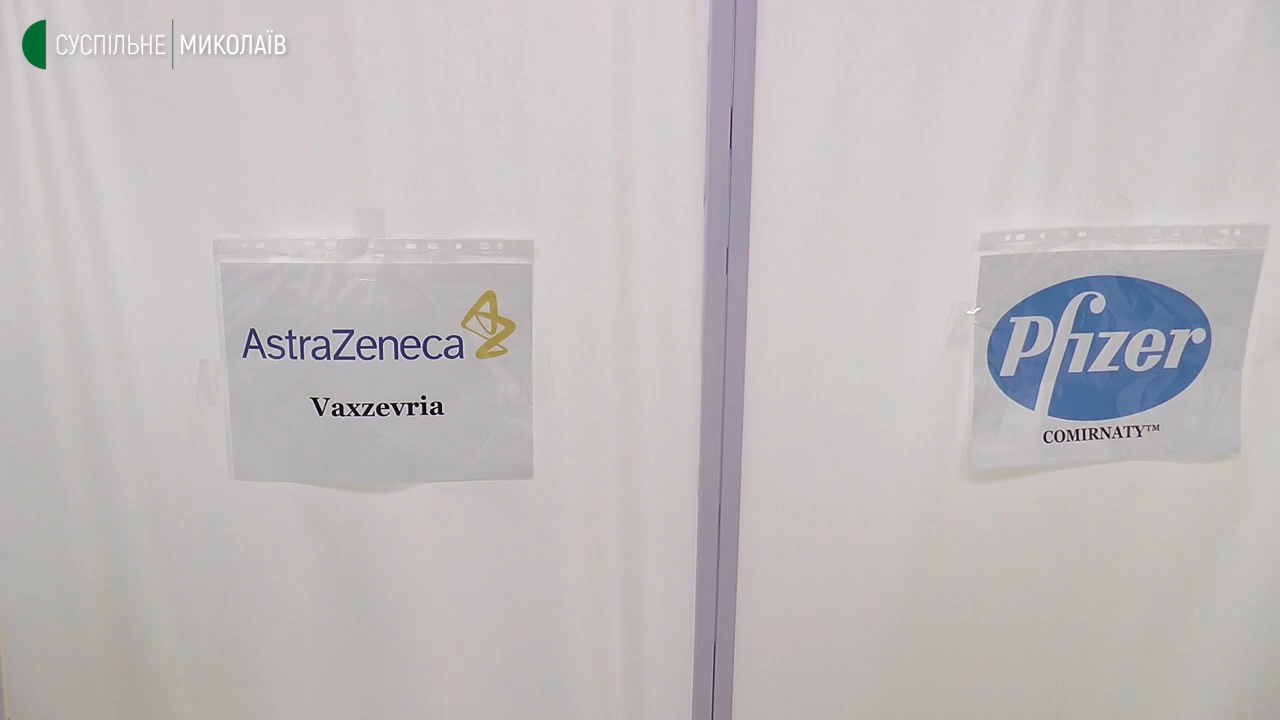 СУСПІЛЬНЕ МИКОЛАЇВ
AstraZeneca
Vaxzevria
Pfizer
COMIRNATY™